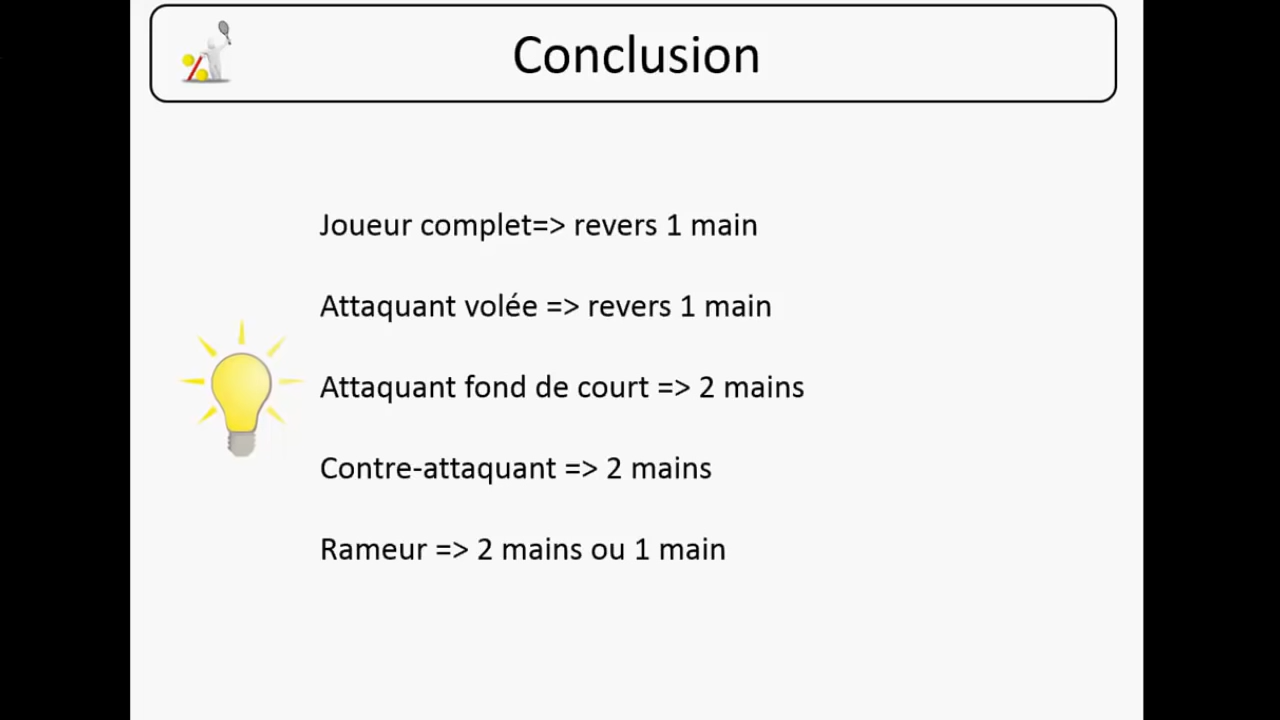 Conclusion
Joueur complet=> revers 1 main
Attaquant volée => revers 1 main
Attaquant fond de court => 2 mains
Contre-attaquant => 2 mains
Rameur => 2 mains ou 1 main